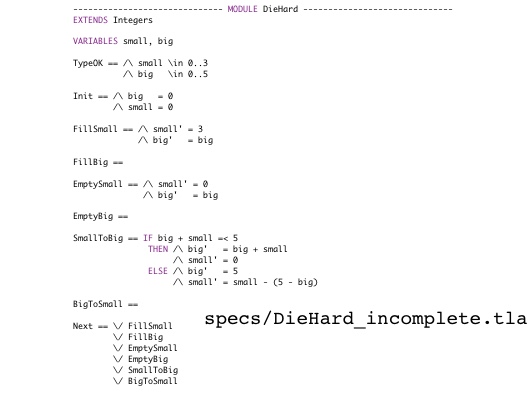 ------------------------------ MODULE DieHard ------------------------------
EXTENDS Integers
VARIABLES small, big
TypeOK == /\ small \in 0..3
/\ big \in 0..5
Init == /\ big = 0
/\ small = 0
FillSmall == /\ small' = 3
/\ big' = big
FillBig ==
EmptySmall == /\ small' = 0
/\ big' = big
EmptyBig ==
SmallToBig == IF big + small =< 5
THEN /\ big' = big + small
/\ small' = 0
ELSE /\ big' = 5
/\ small' = small - (5 - big)
BigToSmall ==
specs/DieHard_incomplete.tla
Next == \/ FillSmall
\/ FillBig
\/ EmptySmall
\/ EmptyBig
\/ SmallToBig
\/ BigToSmall